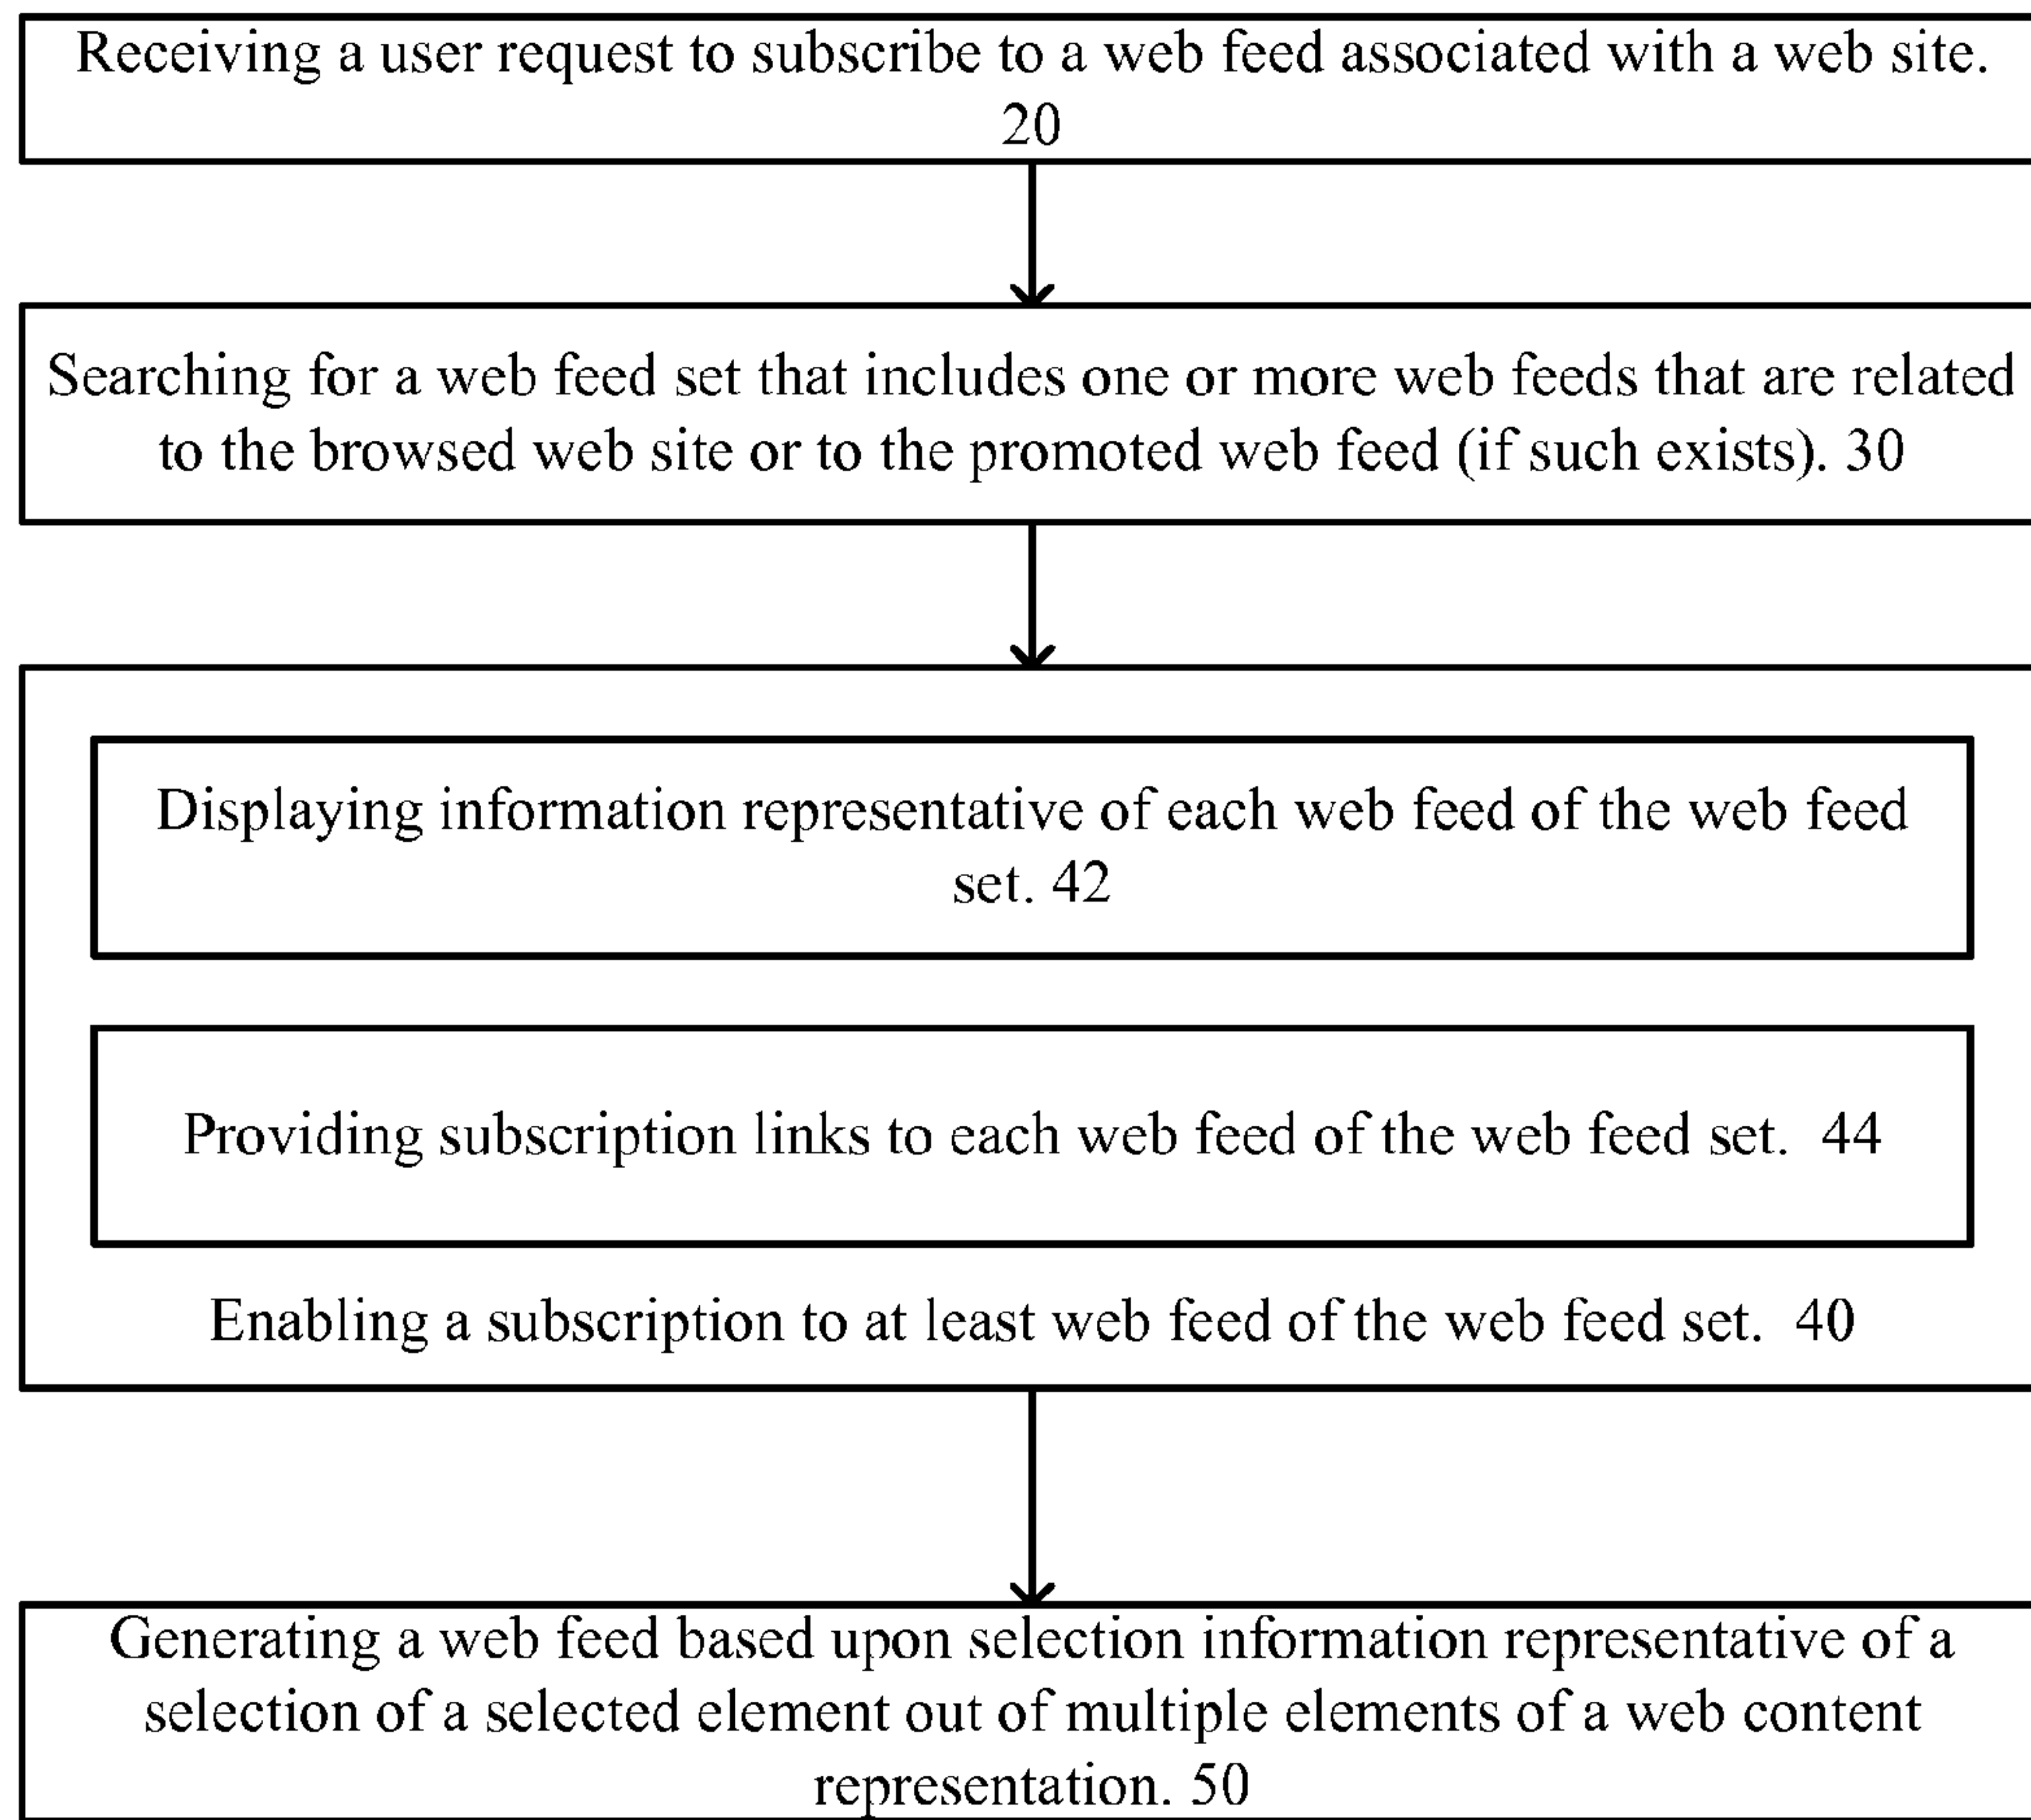 Receiving a user request to subscribe to a web feed associated with a web site.
20
Searching for a web feed set that includes one or more web feeds that are related
to the browsed web site or to the promoted web feed (if such exists). 30
Displaying information representative of each web feed of the web feed
set. 42
Providing subscription links to each web feed of the web feed set. 44
Enabling a subscription to at least web feed of the web feed set. 40
Generating a web feed based upon selection information representative of a
selection of a selected element out of multiple elements of a web content
representation. 50